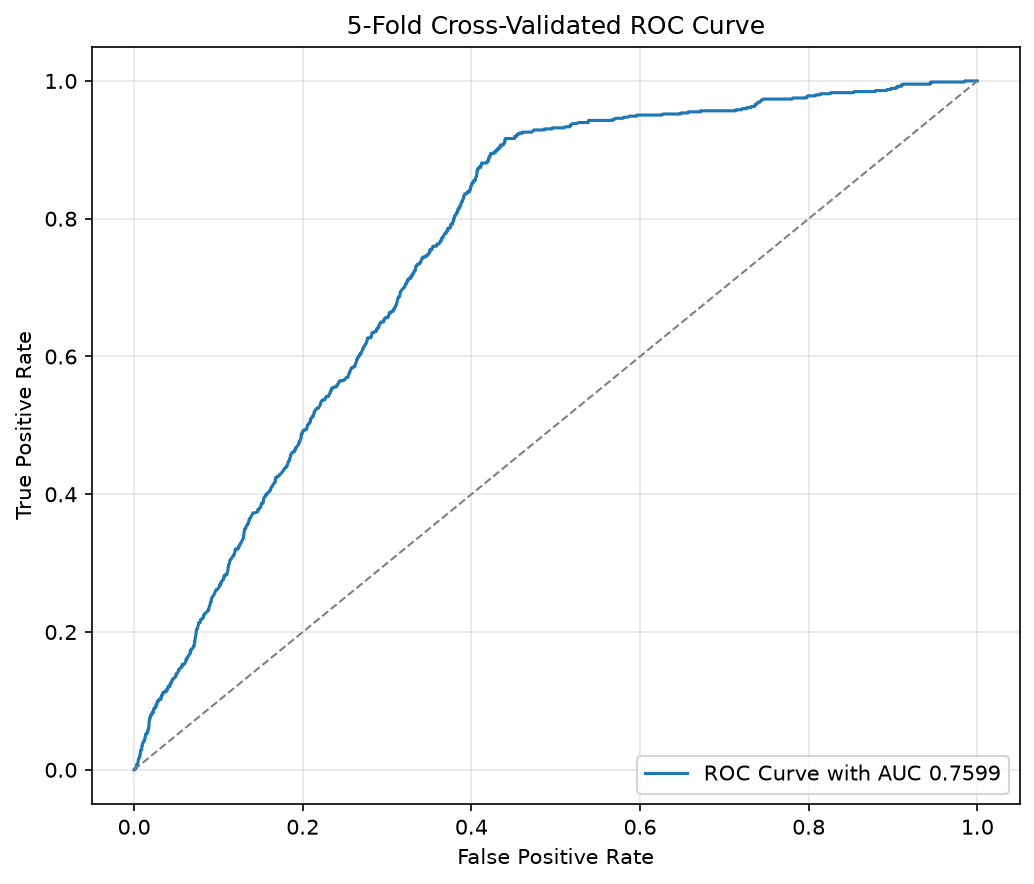 5-Fold Cross-Validated ROC Curve
1.0
0.8
0.6
0.4
0.2
0.0
True Positive Rate
ROC Curve with AUC 0.7599
0.0 0.2 0.4 0.6 0.8 1.0
False Positive Rate